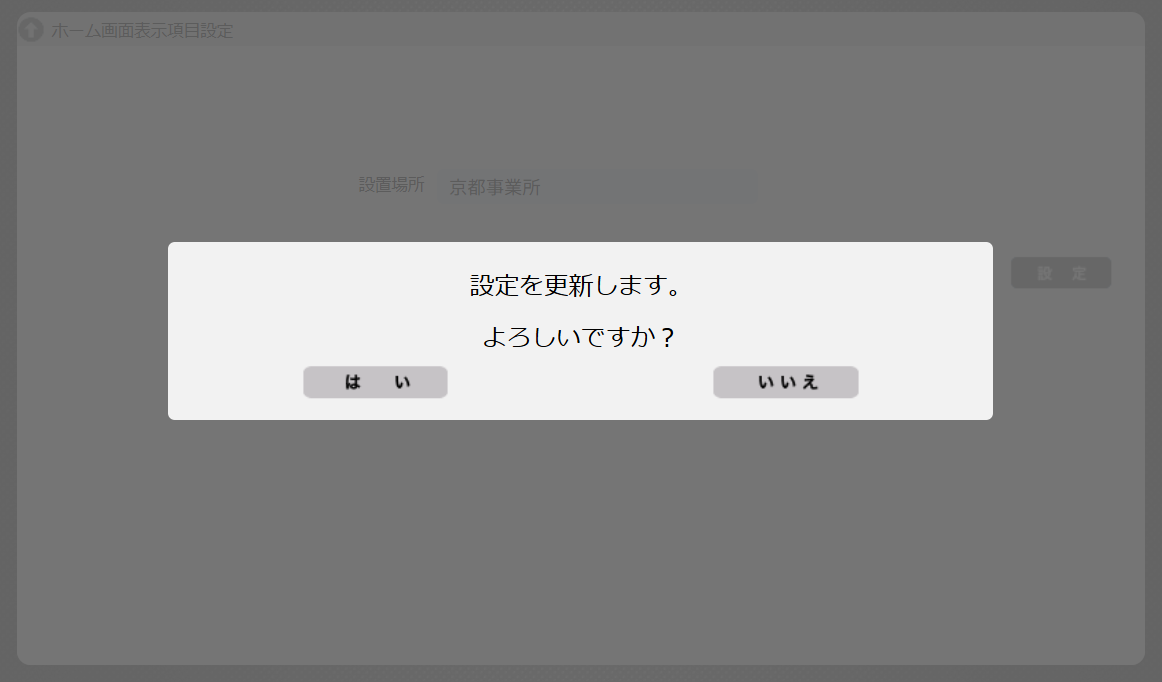 ホーム画面表示項目設定
設置場所 京都事業所
設 定
設定を更新します。
よろしいですか？
は い
いいえ